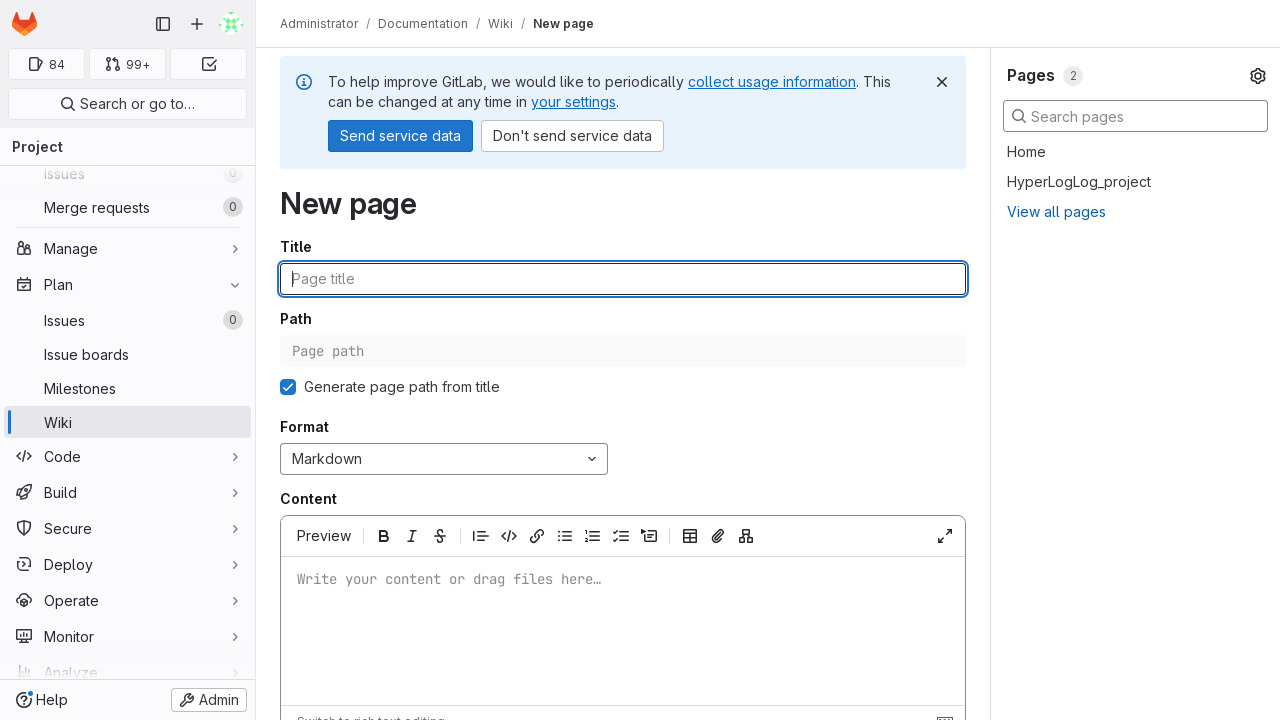 84
99+
Search or go to…
Project
Issues 0
Merge requests 0
Manage
Plan
Issues 0
Issue boards
Milestones
Wiki
Code
Build
Secure
Deploy
Operate
Monitor
Analyze
Help
Admin
Administrator / Documentation / Wiki / New page
To help improve GitLab, we would like to periodically collect usage information. This
can be changed at any time in your settings.
Send service data
Don't send service data
New page
Title
Page title
Path
Page path
Generate page path from title
Format
Markdown
Content
Preview
Write your content or drag files here…
Switch to rich text editing
Pages 2
Search pages
Home
HyperLogLog_project
View all pages